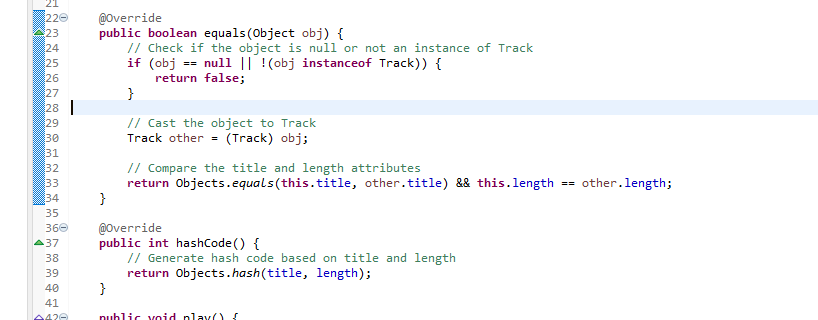 21
22 @Override
23 public boolean equals(Object obj) {
24 // Check if the object is null or not an instance of Track
25 if (obj == null || !(obj instanceof Track)) {
26 return false;
27 }
28
29 // Cast the object to Track
30 Track other = (Track) obj;
31
32 // Compare the title and length attributes
33 return Objects.equals(this.title, other.title) && this.length == other.length;
34 }
35
36 @Override
37 public int hashCode() {
38 // Generate hash code based on title and length
39 return Objects.hash(title, length);
40 }
41
42 public void play() {